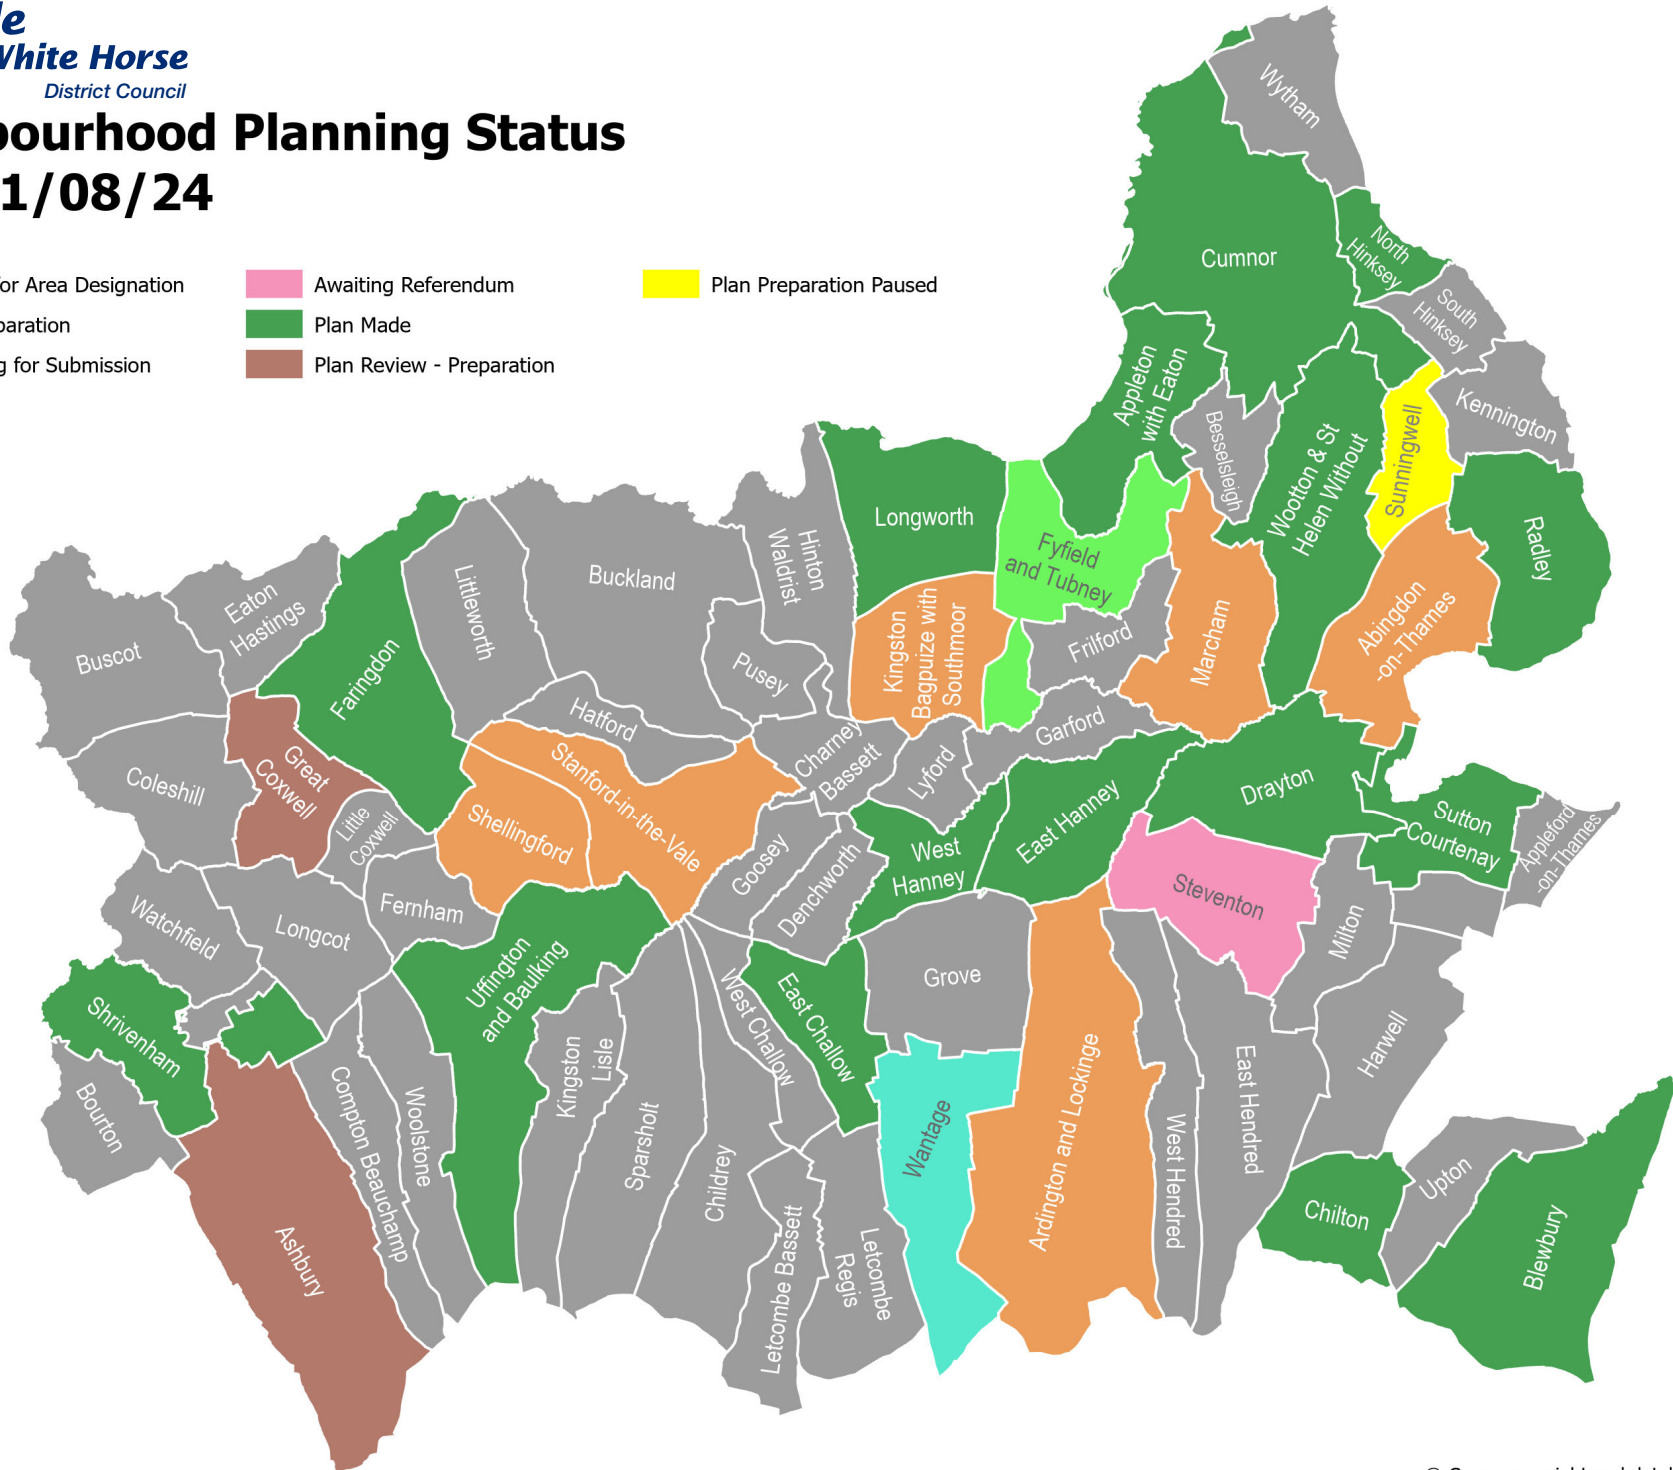 le
White Horse
District Council
bourhood Planning Status
1/08/24
for Area Designation
Awaiting Referendum
Plan Preparation Paused
paration
Plan Made
g for Submission
Plan Review - Preparation
Wytham
Cumnor
North
Hinksey
South
Hinksey
Kennington
Appleton
with Eaton
Besselsleigh
Wootton & St
Helen Without
Sunningwell
Radley
Longworth
Fyfield
and Tubney
Hinton
Waldrist
Buckland
Littleworth
Eaton
Hastings
Buscot
Faringdon
Pusey
Kingston
Bagpuize with
Southmoor
Frilford
Marcham
Abingdon
-on-Thames
Hatford
Charney
Bassett
Lyford
Garford
Great
Coxwell
Coleshill
Little
Coxwell
Stanford-in-the-Vale
Shellingford
Goosey
Denchworth
West
Hanney
East Hanney
Drayton
Sutton
Courtenay
Appleford
-on-Thames
Steventon
Milton
Fernham
Watchfield
Longcot
Uffington
and Baulking
Grove
West Challow
East Challow
Harwell
Shrivenham
Bourton
Kingston
Lisle
Compton Beauchamp
Woolstone
Sparsholt
Childrey
Wantage
Ardington and Lockinge
West Hendred
East Hendred
Upton
Chilton
Blewbury
Ashbury
Letcombe Bassett
Letcombe
Regis